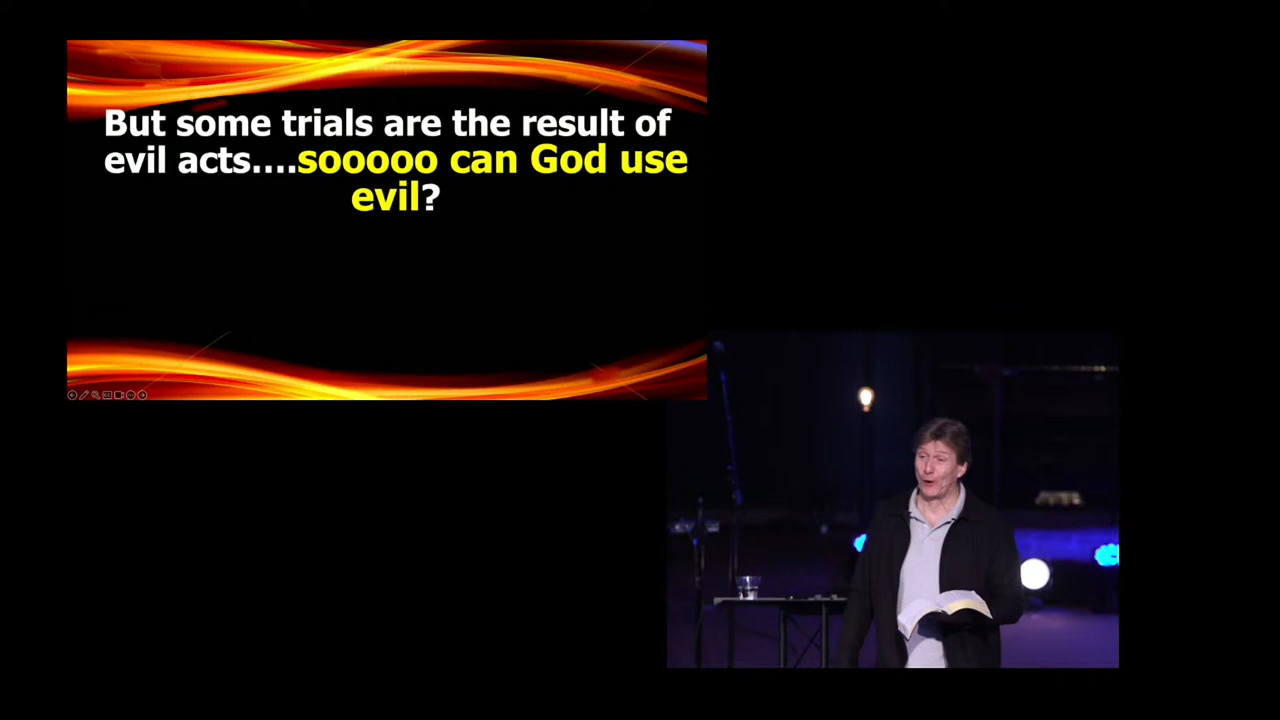 But some trials are the result of
evil acts....sooooo can God use
evil?